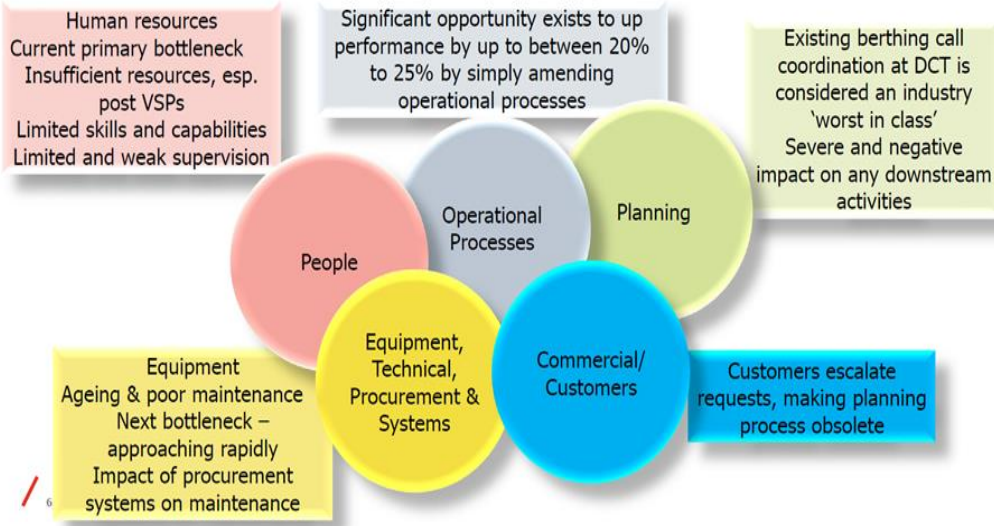 Human resources
Current primary bottleneck
Insufficient resources, esp.
post VSPs
Limited skills and capabilities
Limited and weak supervision
Significant opportunity exists to up
performance by up to between 20%
to 25% by simply amending
operational processes
Existing berthing call
coordination at DCT is
considered an industry
‘worst in class’
Severe and negative
impact on any downstream
activities
People
Operational
Processes
Planning
Equipment,
Technical,
Procurement &
Systems
Commercial/
Customers
Equipment
Ageing & poor maintenance
Next bottleneck –
approaching rapidly
Impact of procurement
systems on maintenance
Customers escalate
requests, making planning
process obsolete
6